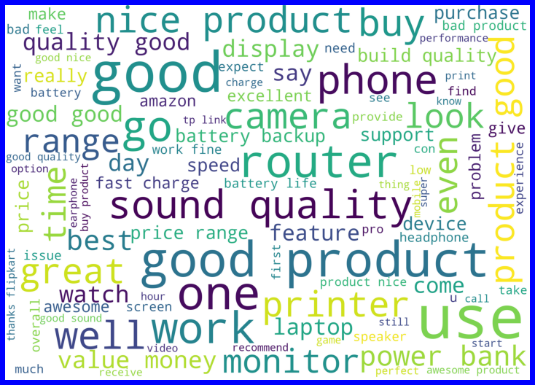 make nice product buy purchase
bad feel performance bad product
quality good display need build quality
good nice really expect say phone
want battery good charge print
amazon excellent see find
good good tp link camera provide know look
range go battery backup support con give
work fine
good quality day speed router low problem
option fast charge battery life thing
price time earphone buy product sound quality super mobile even experience product good
best price range feature pro device
headphone
issue great good product first
product nice come
thanks flipkart watch hour one printer u call take
overall awesome screen laptop still use
good sound well work game speaker start
video recommend
much value money monitor power bank
receive perfect awesome product